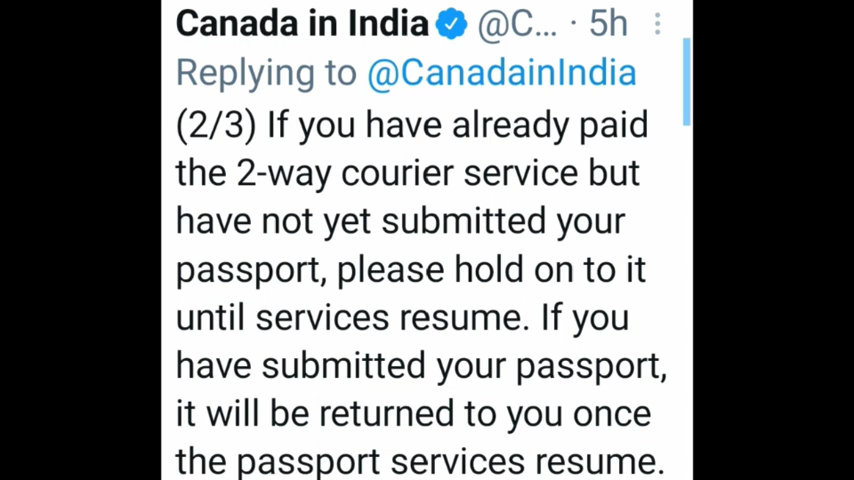 Canada in India @C... · 5h
Replying to @CanadainIndia
(2/3) If you have already paid
the 2-way courier service but
have not yet submitted your
passport, please hold on to it
until services resume. If you
have submitted your passport,
it will be returned to you once
the passport services resume.